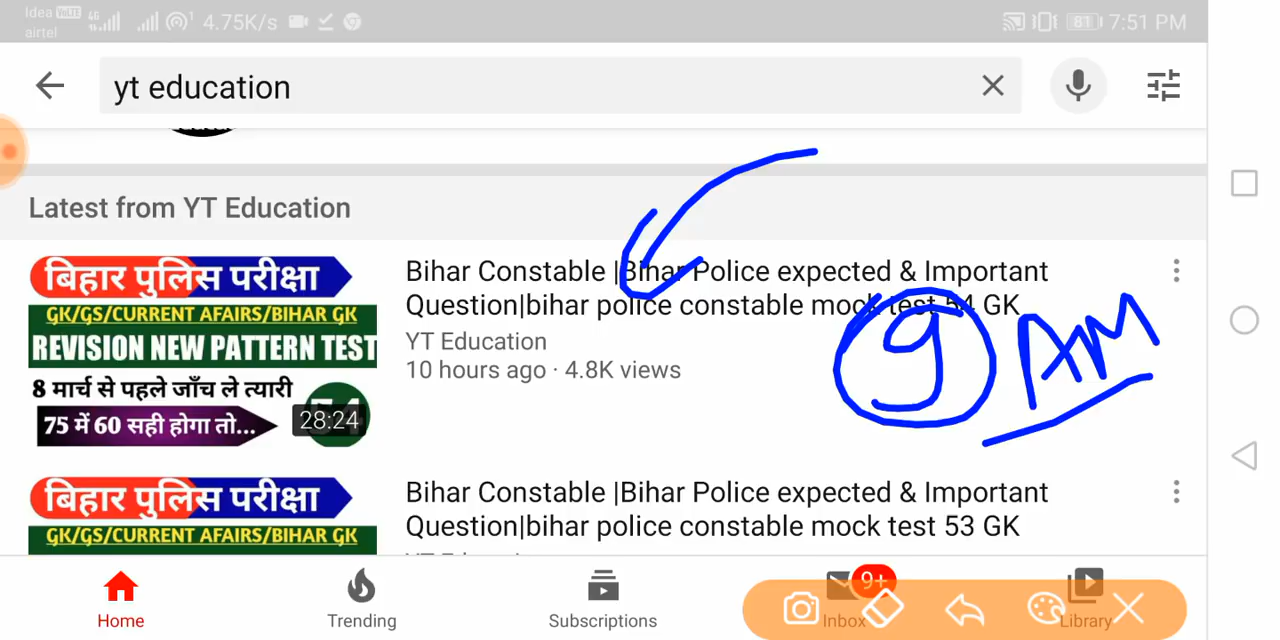 Idea VoLTE 4G 1 4.75K/s 81 7:51 PM
airtel
yt education
Latest from YT Education
बिहार पुलिस परीक्षा
GK/GS/CURRENT AFAIRS/BIHAR GK
REVISION NEW PATTERN TEST
8 मार्च से पहले जाँच ले त्यारी
75 में 60 सही होगा तो...
54
28:24
Bihar Constable |Bihar Police expected & Important
Question|bihar police constable mock test 54 GK
YT Education
10 hours ago · 4.8K views
9 AM
बिहार पुलिस परीक्षा
GK/GS/CURRENT AFAIRS/BIHAR GK
Bihar Constable |Bihar Police expected & Important
Question|bihar police constable mock test 53 GK
9+
Home Trending Subscriptions Inbox Library